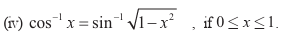 (iv) cos⁻¹ x = sin⁻¹ √1−x² , if 0 ≤ x ≤ 1.